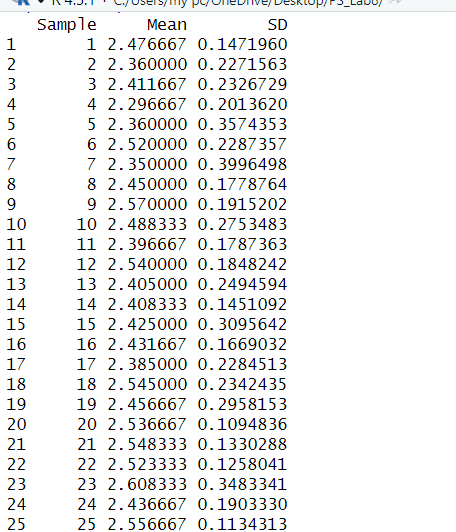 R 4.5.1 · C:/Users/my pc/OneDrive/Desktop/PS_Lab8/
Sample Mean SD
1 1 2.476667 0.1471960
2 2 2.360000 0.2271563
3 3 2.411667 0.2326729
4 4 2.296667 0.2013620
5 5 2.360000 0.3574353
6 6 2.520000 0.2287357
7 7 2.350000 0.3996498
8 8 2.450000 0.1778764
9 9 2.570000 0.1915202
10 10 2.488333 0.2753483
11 11 2.396667 0.1787363
12 12 2.540000 0.1848242
13 13 2.405000 0.2494594
14 14 2.408333 0.1451092
15 15 2.425000 0.3095642
16 16 2.431667 0.1669032
17 17 2.385000 0.2284513
18 18 2.545000 0.2342435
19 19 2.456667 0.2958153
20 20 2.536667 0.1094836
21 21 2.548333 0.1330288
22 22 2.523333 0.1258041
23 23 2.608333 0.3483341
24 24 2.436667 0.1903330
25 25 2.556667 0.1134313